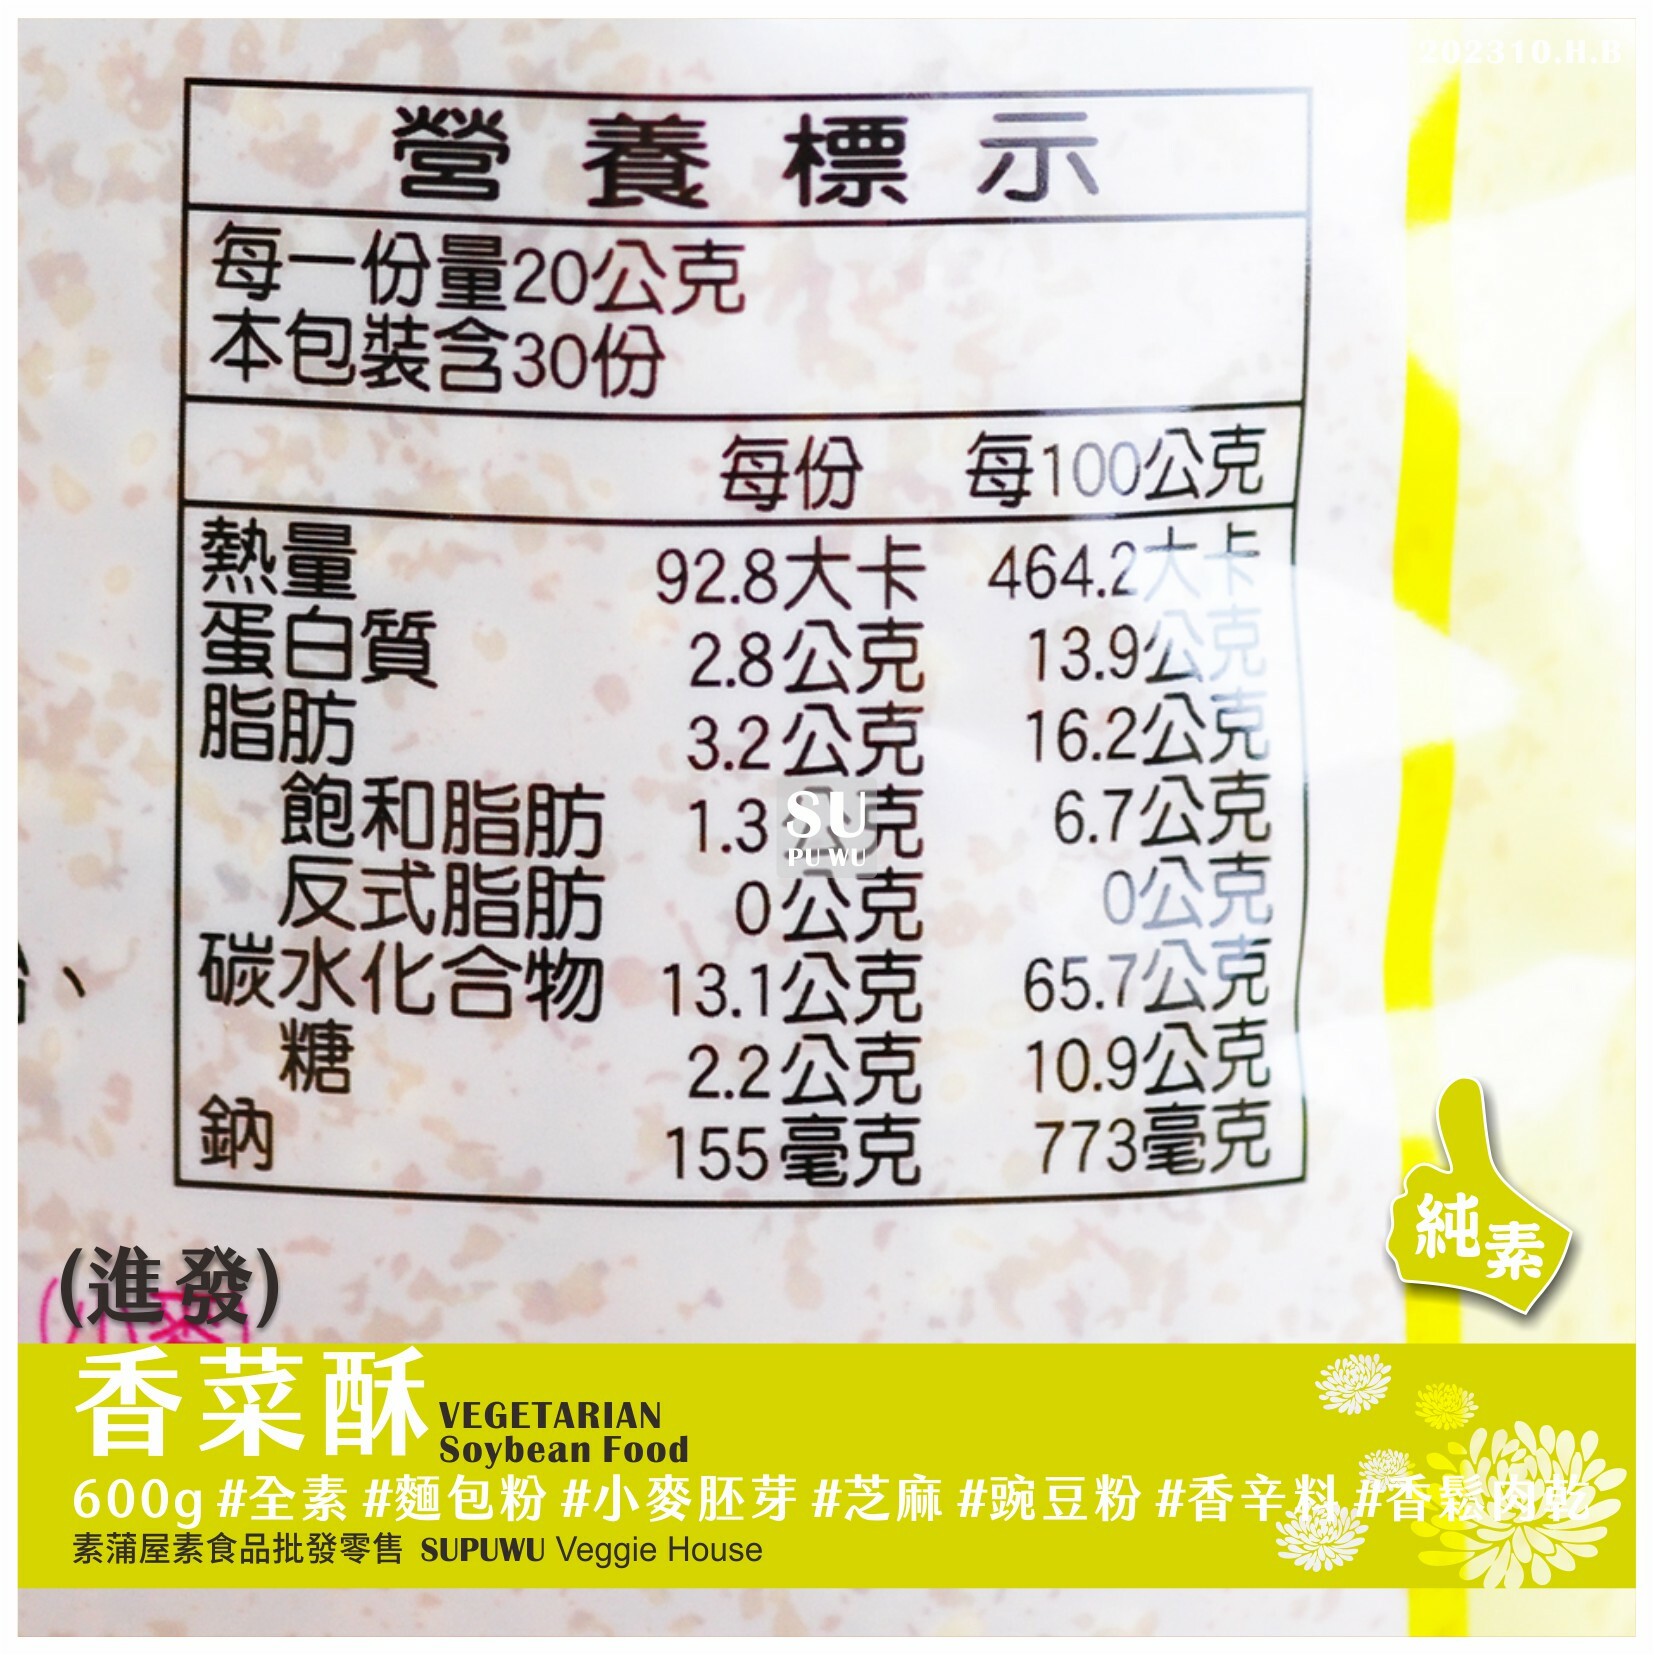 202310.H.B
營養標示
每一份量20公克
本包裝含30份
每份 每100公克
熱量 92.8大卡 464.2大卡
蛋白質 2.8公克 13.9公克
脂肪 3.2公克 16.2公克
飽和脂肪 1.3公克 6.7公克
反式脂肪 0公克 0公克
碳水化合物 13.1公克 65.7公克
糖 2.2公克 10.9公克
鈉 155毫克 773毫克
SU
PU WU
、
純素
(進發)
香菜酥 VEGETARIAN
Soybean Food
600g #全素 #麵包粉 #小麥胚芽 #芝麻 #豌豆粉 #香辛料 #香鬆肉乾
素蒲屋素食品批發零售 SUPUWU Veggie House